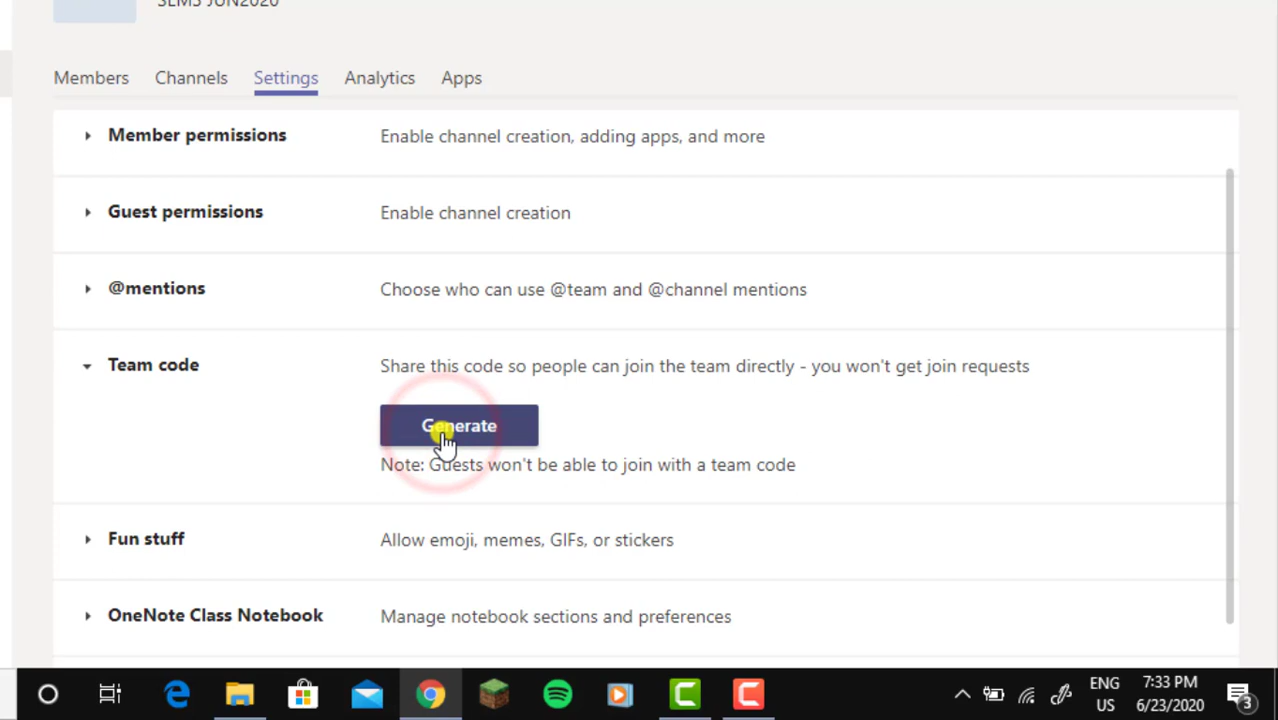 SEM5 JUN2020
Members Channels Settings Analytics Apps
Member permissions Enable channel creation, adding apps, and more
Guest permissions Enable channel creation
@mentions Choose who can use @team and @channel mentions
Team code Share this code so people can join the team directly - you won't get join requests
Generate
Note: Guests won't be able to join with a team code
Fun stuff Allow emoji, memes, GIFs, or stickers
OneNote Class Notebook Manage notebook sections and preferences
ENG 7:33 PM
US 6/23/2020 3